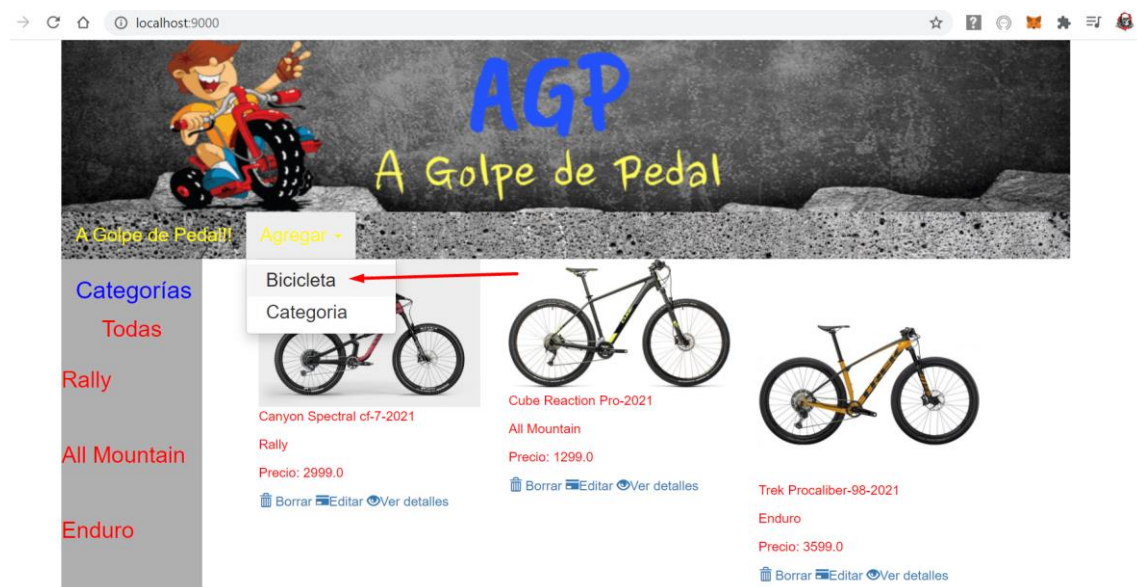 localhost:9000
AGP
A Golpe de Pedal
A Golpe de Pedal!!
Agregar
Bicicleta
Categoria
Categorías
Todas
Rally
All Mountain
Enduro
Canyon Spectral cf-7-2021
Rally
Precio: 2999.0
Borrar Editar Ver detalles
Cube Reaction Pro-2021
All Mountain
Precio: 1299.0
Borrar Editar Ver detalles
TREK
Trek Procaliber-98-2021
Enduro
Precio: 3599.0
Borrar Editar Ver detalles